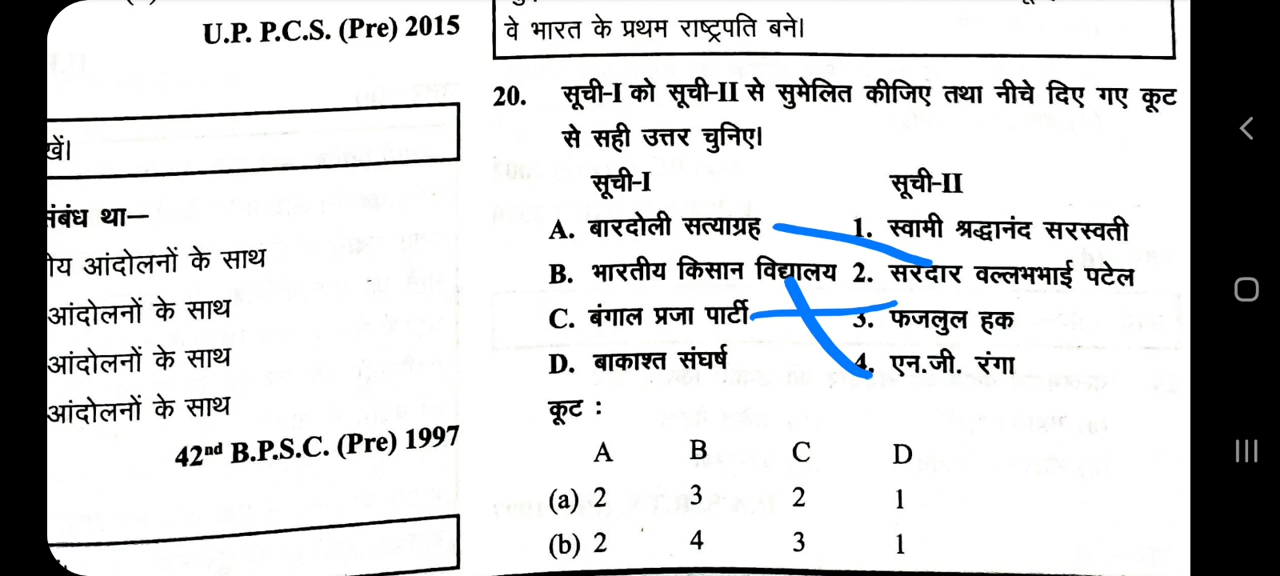 U.P. P.C.S. (Pre) 2015
खें।
संबंध था–
ीय आंदोलनों के साथ
आंदोलनों के साथ
आंदोलनों के साथ
आंदोलनों के साथ
42nd B.P.S.C. (Pre) 1997
वे भारत के प्रथम राष्ट्रपति बने।
20. सूची-I को सूची-II से सुमेलित कीजिए तथा नीचे दिए गए कूट
से सही उत्तर चुनिए।
सूची-I सूची-II
A. बारदोली सत्याग्रह 1. स्वामी श्रद्धानंद सरस्वती
B. भारतीय किसान विद्यालय 2. सरदार वल्लभभाई पटेल
C. बंगाल प्रजा पार्टी 3. फजलुल हक
D. बाकाश्त संघर्ष 4. एन.जी. रंगा
कूट :
A B C D
(a) 2 3 2 1
(b) 2 4 3 1